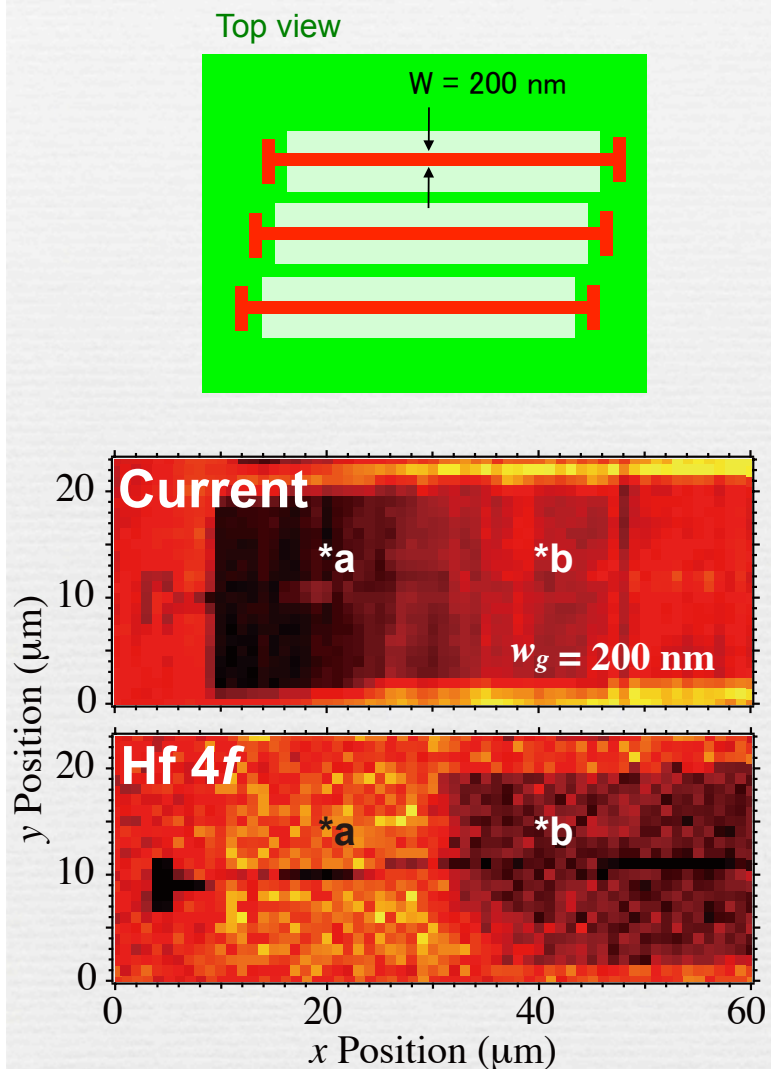 Top view
W = 200 nm
Current
*a
*b
w_g = 200 nm
20
10
0
Hf 4f
*a
*b
20
10
0
0
20
40
60
y Position (μm)
x Position (μm)